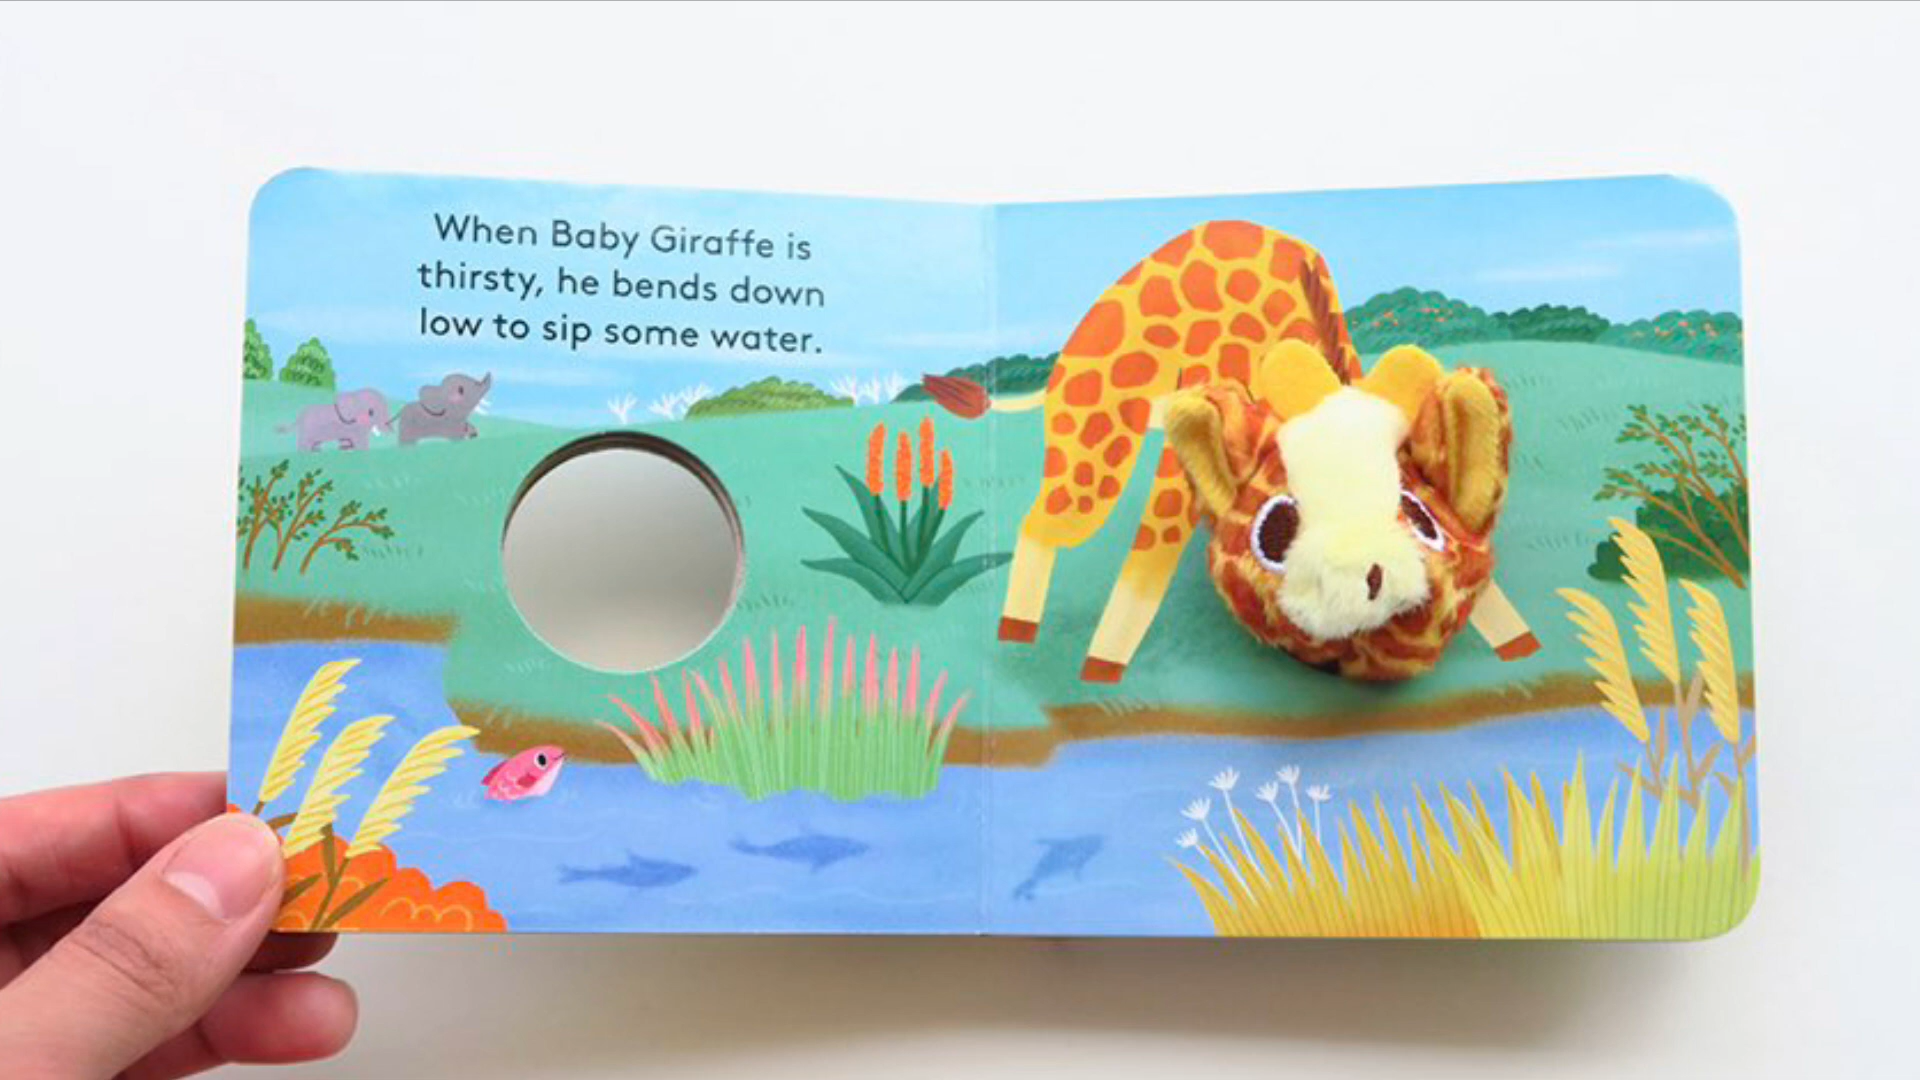 When Baby Giraffe is
thirsty, he bends down
low to sip some water.